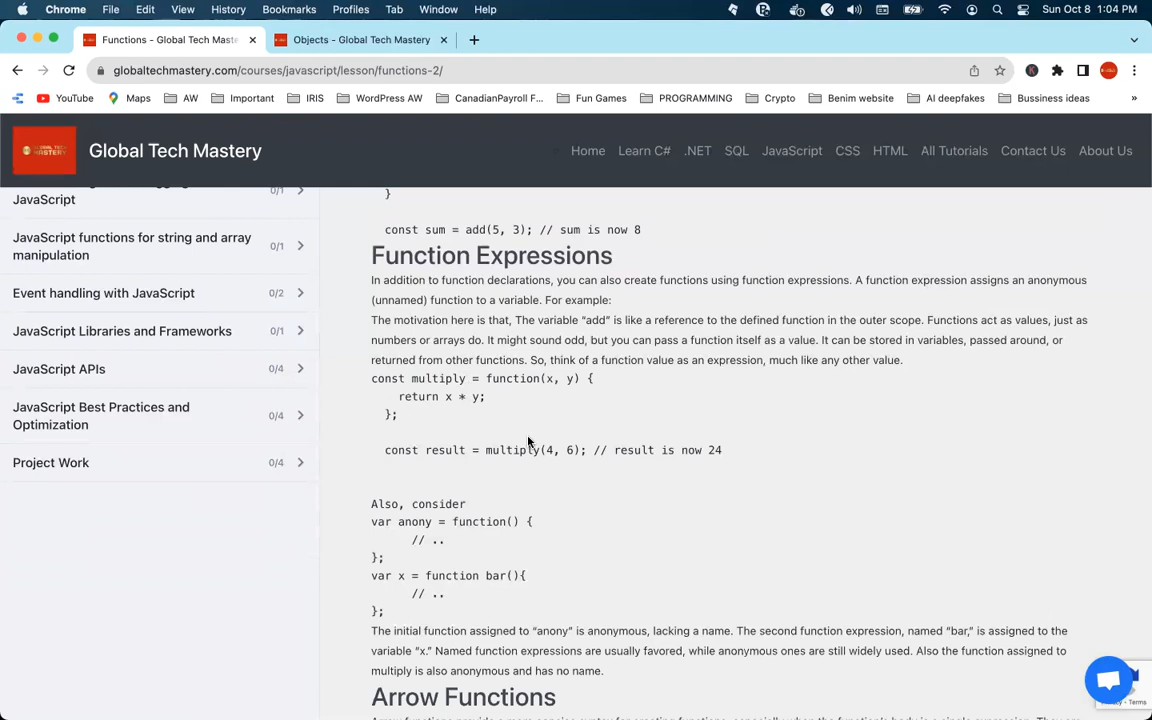 Chrome File Edit View History Bookmarks Profiles Tab Window Help Sun Oct 8 1:04 PM
Functions - Global Tech Maste Objects - Global Tech Mastery
globaltechmastery.com/courses/javascript/lesson/functions-2/
YouTube Maps AW Important IRIS WordPress AW CanadianPayroll F... Fun Games PROGRAMMING Crypto Benim website AI deepfakes Bussiness ideas »
Global Tech Mastery Home Learn C# .NET SQL JavaScript CSS HTML All Tutorials Contact Us About Us
JavaScript 0/1
JavaScript functions for string and array
manipulation 0/1
Event handling with JavaScript 0/2
JavaScript Libraries and Frameworks 0/1
JavaScript APIs 0/4
JavaScript Best Practices and
Optimization 0/4
Project Work 0/4
}
const sum = add(5, 3); // sum is now 8
Function Expressions
In addition to function declarations, you can also create functions using function expressions. A function expression assigns an anonymous
(unnamed) function to a variable. For example:
The motivation here is that, The variable “add” is like a reference to the defined function in the outer scope. Functions act as values, just as
numbers or arrays do. It might sound odd, but you can pass a function itself as a value. It can be stored in variables, passed around, or
returned from other functions. So, think of a function value as an expression, much like any other value.
const multiply = function(x, y) {
return x * y;
};
const result = multiply(4, 6); // result is now 24
Also, consider
var anony = function() {
// ..
};
var x = function bar(){
// ..
};
The initial function assigned to “anony” is anonymous, lacking a name. The second function expression, named “bar,” is assigned to the
variable “x.” Named function expressions are usually favored, while anonymous ones are still widely used. Also the function assigned to
multiply is also anonymous and has no name.
Arrow Functions
- Terms